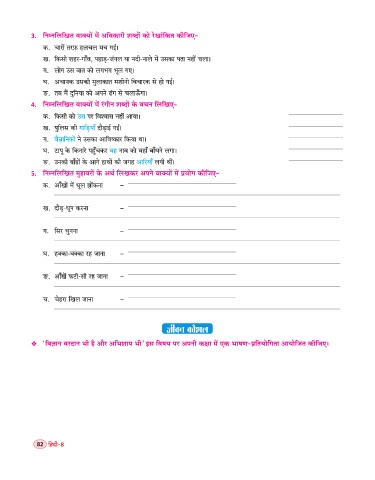 3. निम्नलिखित वाक्यों में अविकारी शब्दों को रेखांकित कीजिए–
क. चारों तरफ हलचल मच गई।
ख. किसी शहर-गाँव, पहाड़-जंगल या नदी-नाले में उसका पता नहीं चला।
ग. लोग उस बात को लगभग भूल गए।
घ. अचानक उसकी मुलाकात मशीनी विचारक से हो गई।
ङ. तब मैं दुनिया को अपने ढंग से चलाऊँगा।
4. निम्नलिखित वाक्यों में रंगीन शब्दों के वचन लिखिए–
क. किसी को उस पर विश्वास नहीं आया।
ख. पुलिस की गाड़ियाँ दौड़ाई गईं।
ग. वैज्ञानिकों ने उसका आविष्कार किया था।
घ. टापू के किनारे पहुँचकर वह नाव को वहाँ बाँधने लगा।
ङ. उनकी बाँहों के आगे हाथों की जगह आरियाँ लगी थीं।
5. निम्नलिखित मुहावरों के अर्थ लिखकर अपने वाक्यों में प्रयोग कीजिए–
क. आँखों में धूल झोंकना –
ख. दौड़-धूप करना –
ग. सिर धुनना –
घ. हक्का-बक्का रह जाना –
ङ. आँखें फटी-सी रह जाना –
च. चेहरा खिल जाना –
जीवन कौशल
❖ 'विज्ञान वरदान भी है और अभिशाप भी' इस विषय पर अपनी कक्षा में एक भाषण-प्रतियोगिता आयोजित कीजिए।
82 हिंदी-8